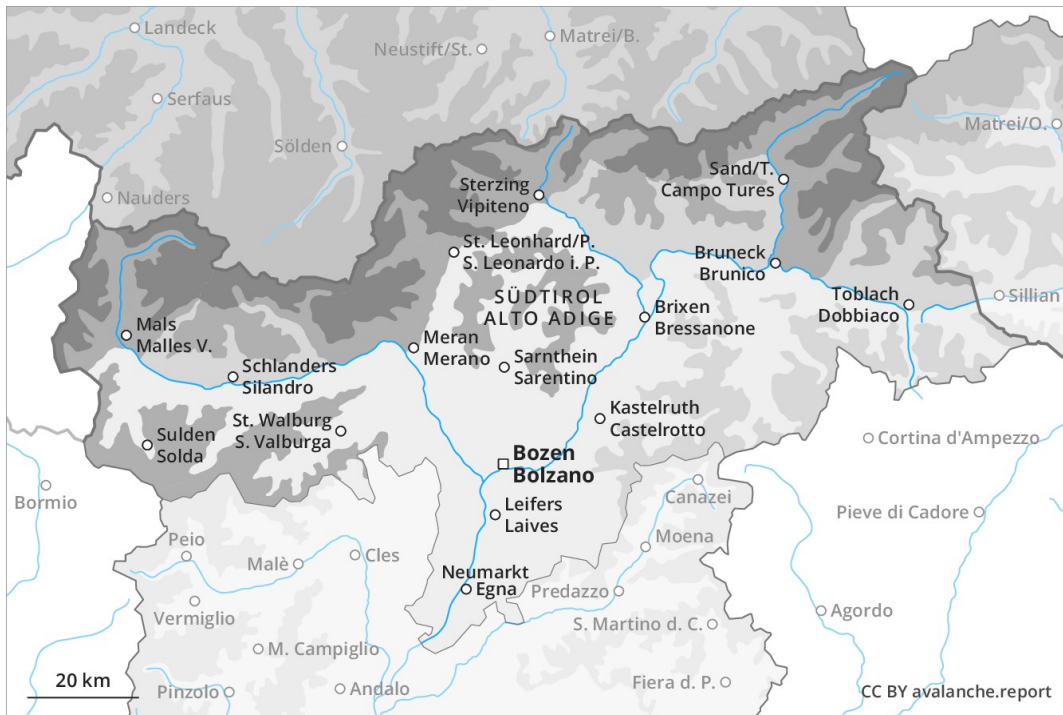 Landeck
Neustift/St.
Matrei/B.
Serfaus
Matrei/O.
Sölden
Sand/T.
Campo Tures
Sterzing
Vipiteno
Nauders
St. Leonhard/P.
S. Leonardo i. P.
Bruneck
Brunico
SÜDTIROL
ALTO ADIGE
Toblach
Dobbiaco
Sillian
Brixen
Bressanone
Mals
Malles V.
Meran
Merano
Schlanders
Silandro
Sarnthein
Sarentino
Kastelruth
Castelrotto
St. Walburg
S. Valburga
Sulden
Solda
Cortina d'Ampezzo
Bozen
Bolzano
Bormio
Canazei
Leifers
Laives
Pieve di Cadore
Moena
Peio
Malè
Cles
Neumarkt
Egna
Predazzo
Vermiglio
Agordo
S. Martino d. C.
M. Campiglio
20 km
Pinzolo
Andalo
Fiera d. P.
CC BY avalanche.report